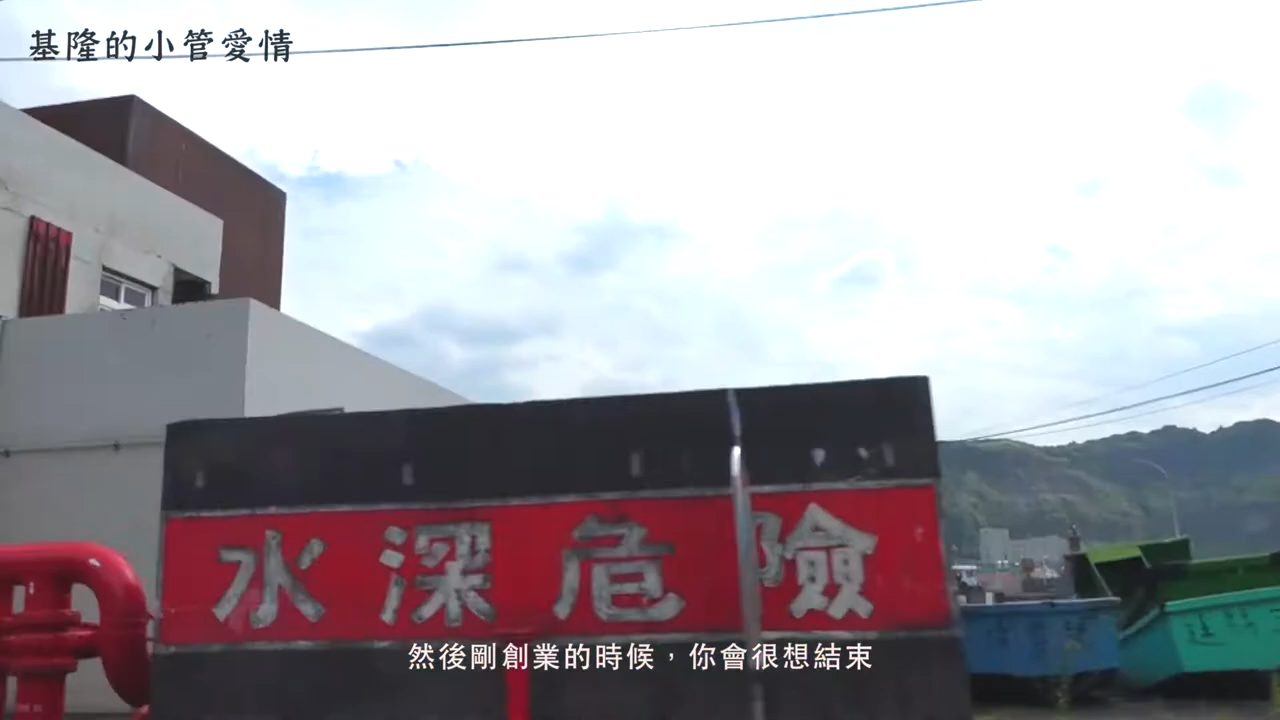 基隆的小管愛情
水深危險
然後剛創業的時候，你會很想結束